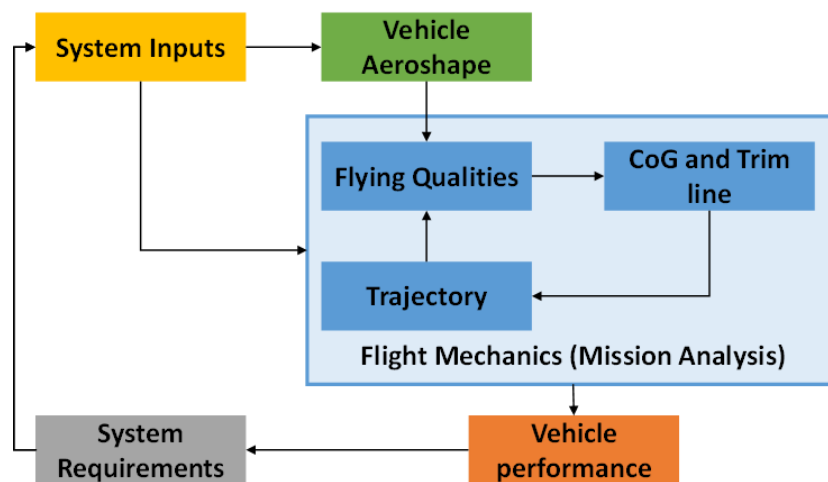 System Inputs
Vehicle
Aeroshape
Flying Qualities
CoG and Trim
line
Trajectory
Flight Mechanics (Mission Analysis)
System
Requirements
Vehicle
performance